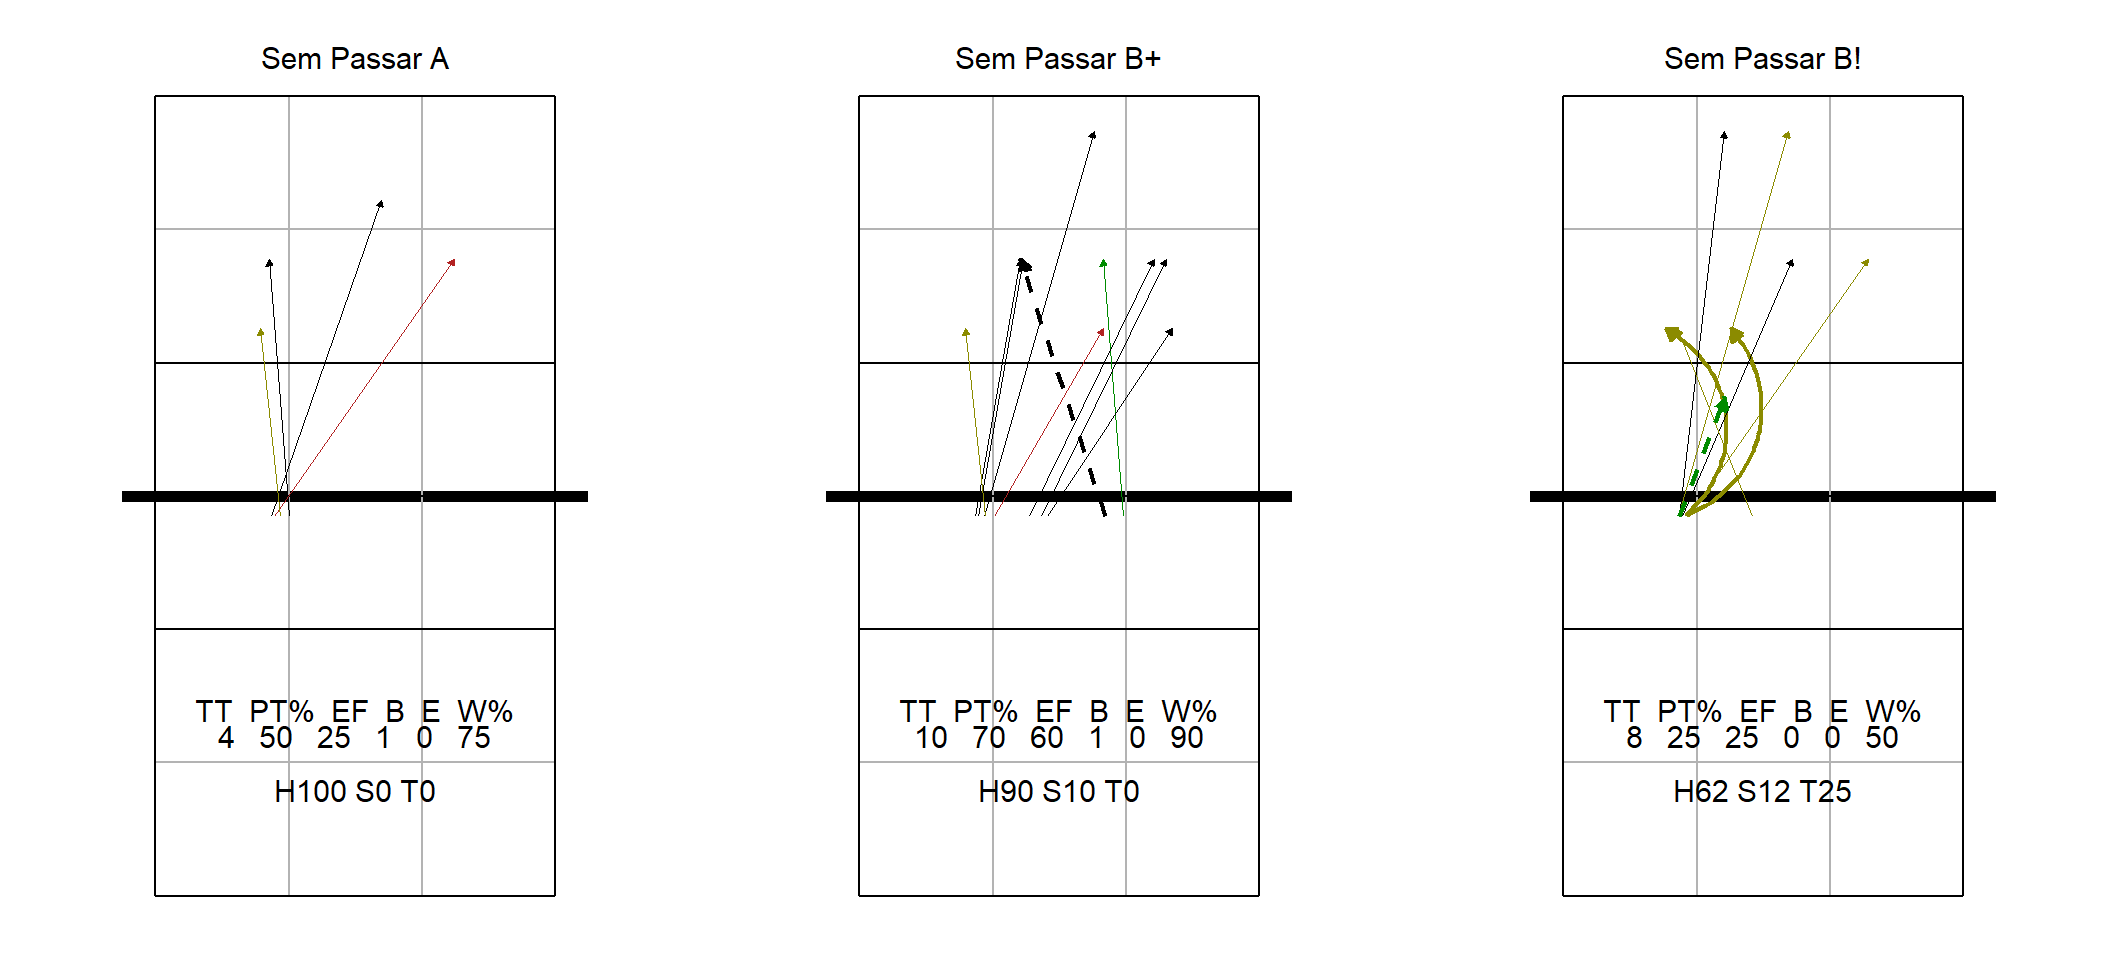 Sem Passar A
TT PT% EF B E W%
4 50 25 1 0 75
H100 S0 T0
Sem Passar B+
TT PT% EF B E W%
10 70 60 1 0 90
H90 S10 T0
Sem Passar B!
TT PT% EF B E W%
8 25 25 0 0 50
H62 S12 T25